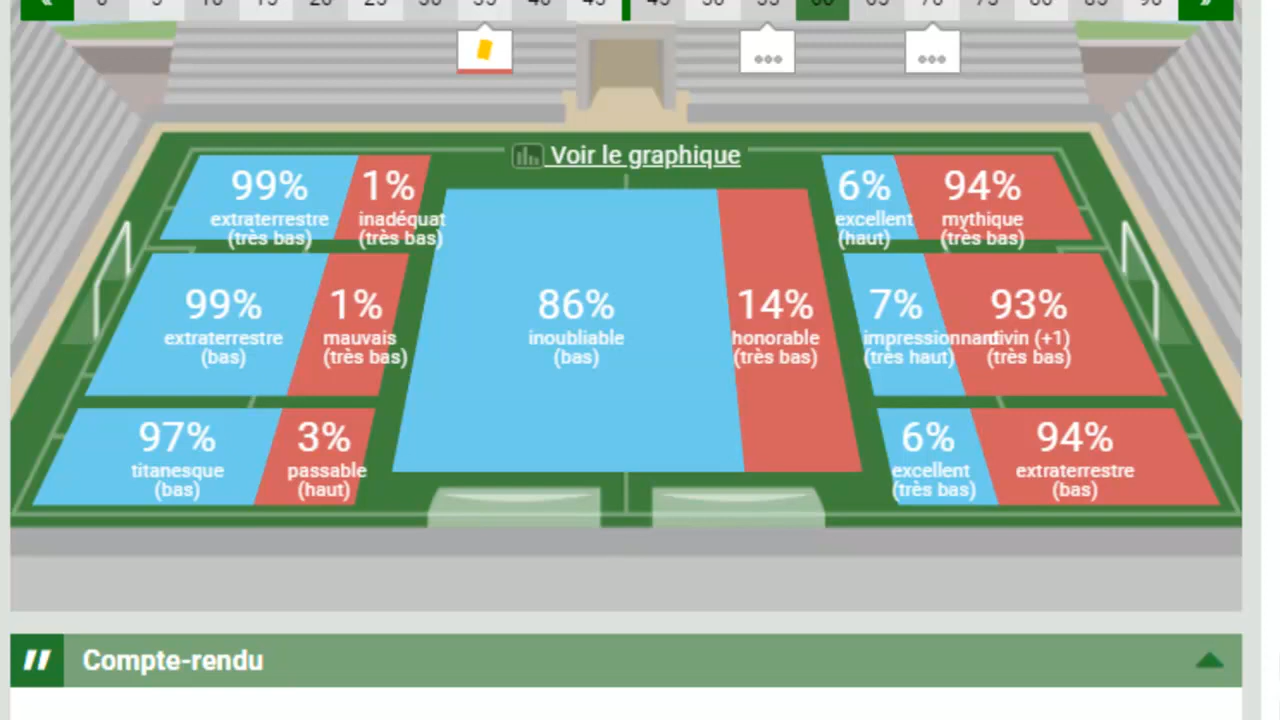 Voir le graphique
99% 1% 6% 94%
extraterrestre inadéquat excellent mythique
(très bas) (très bas) (haut) (très bas)
99% 1% 86% 14% 7% 93%
extraterrestre mauvais inoubliable honorable impressionnant divin (+1)
(bas) (très bas) (bas) (très bas) (très haut) (très bas)
97% 3% 6% 94%
titanesque passable excellent extraterrestre
(bas) (haut) (très bas) (bas)
Compte-rendu